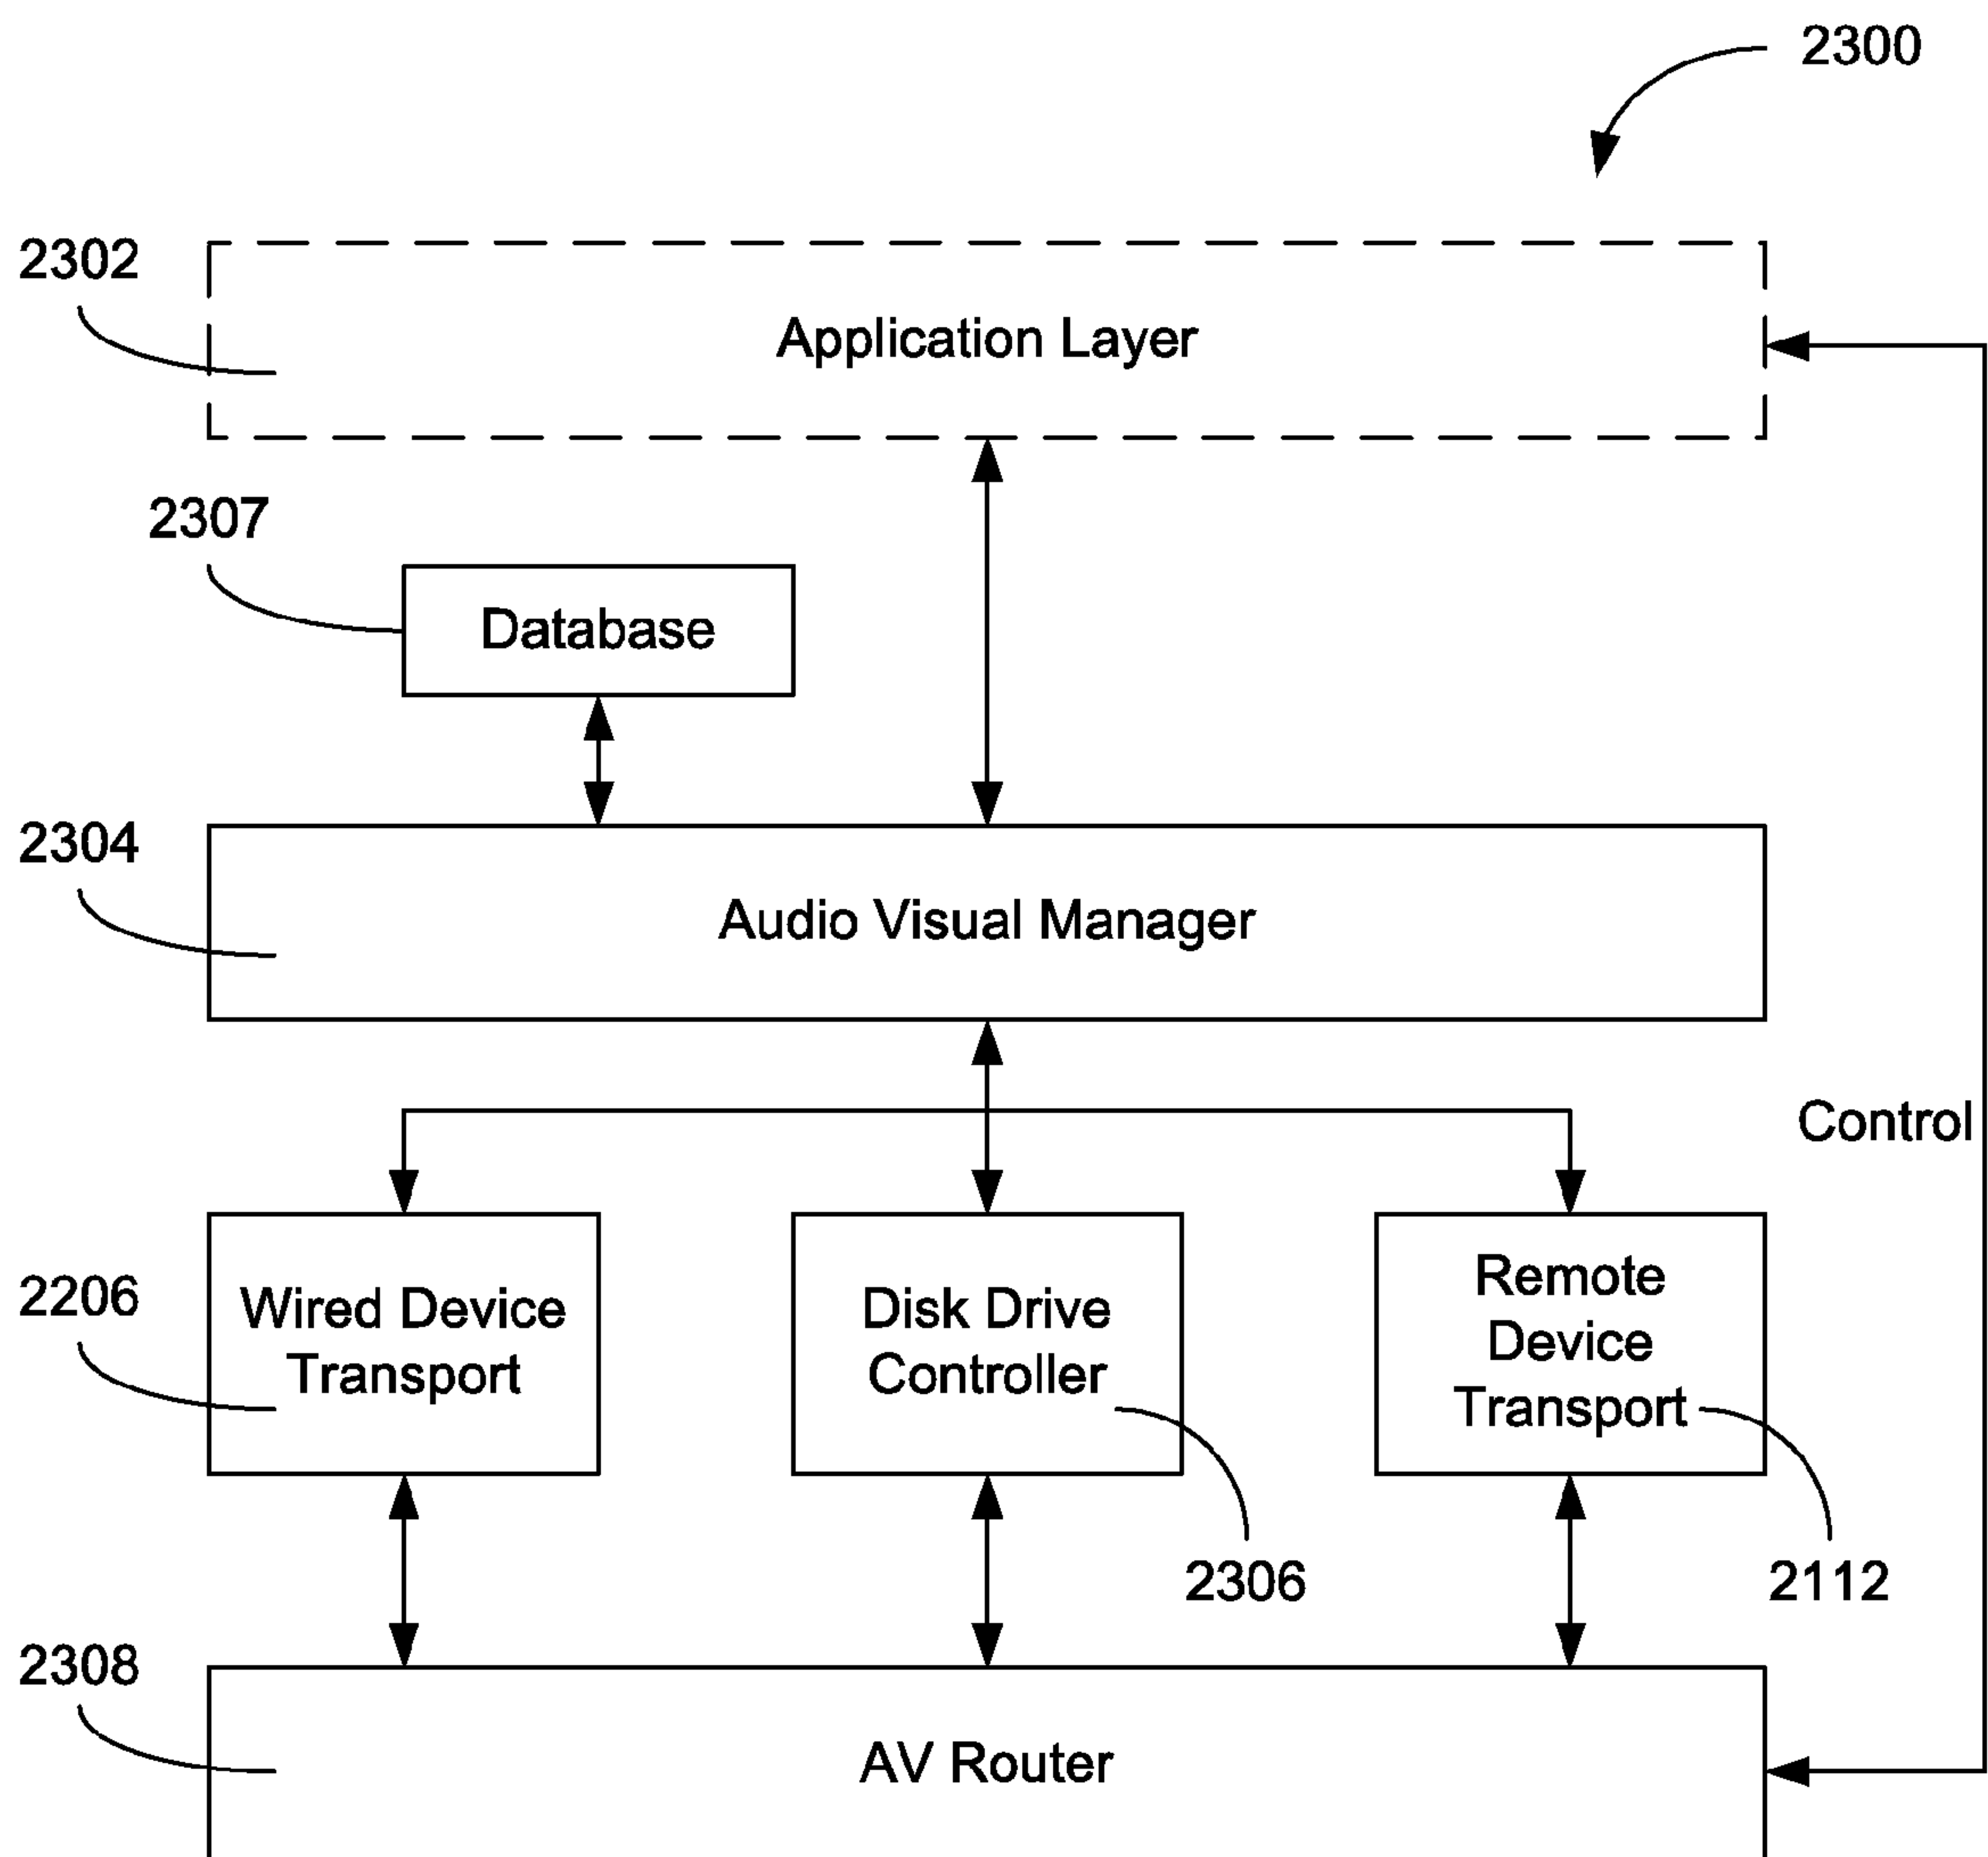 2300
2302
Application Layer
2307
Database
2304
Audio Visual Manager
Control
2206
Wired Device
Transport
Disk Drive
Controller
Remote
Device
Transport
2306
2112
2308
AV Router